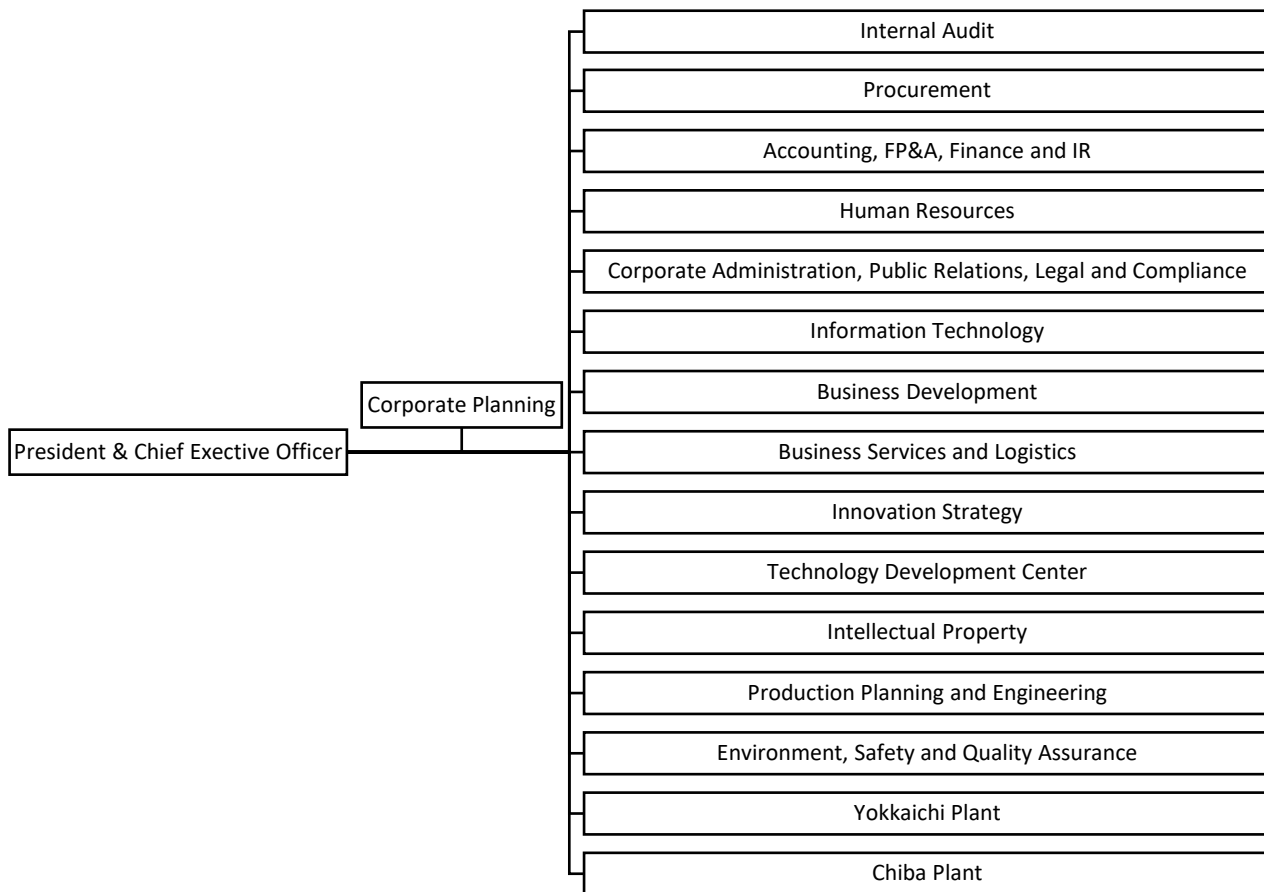 Internal Audit
Procurement
Accounting, FP&A, Finance and IR
Human Resources
Corporate Administration, Public Relations, Legal and Compliance
Information Technology
Business Development
Corporate Planning
President & Chief Exective Officer
Business Services and Logistics
Innovation Strategy
Technology Development Center
Intellectual Property
Production Planning and Engineering
Environment, Safety and Quality Assurance
Yokkaichi Plant
Chiba Plant